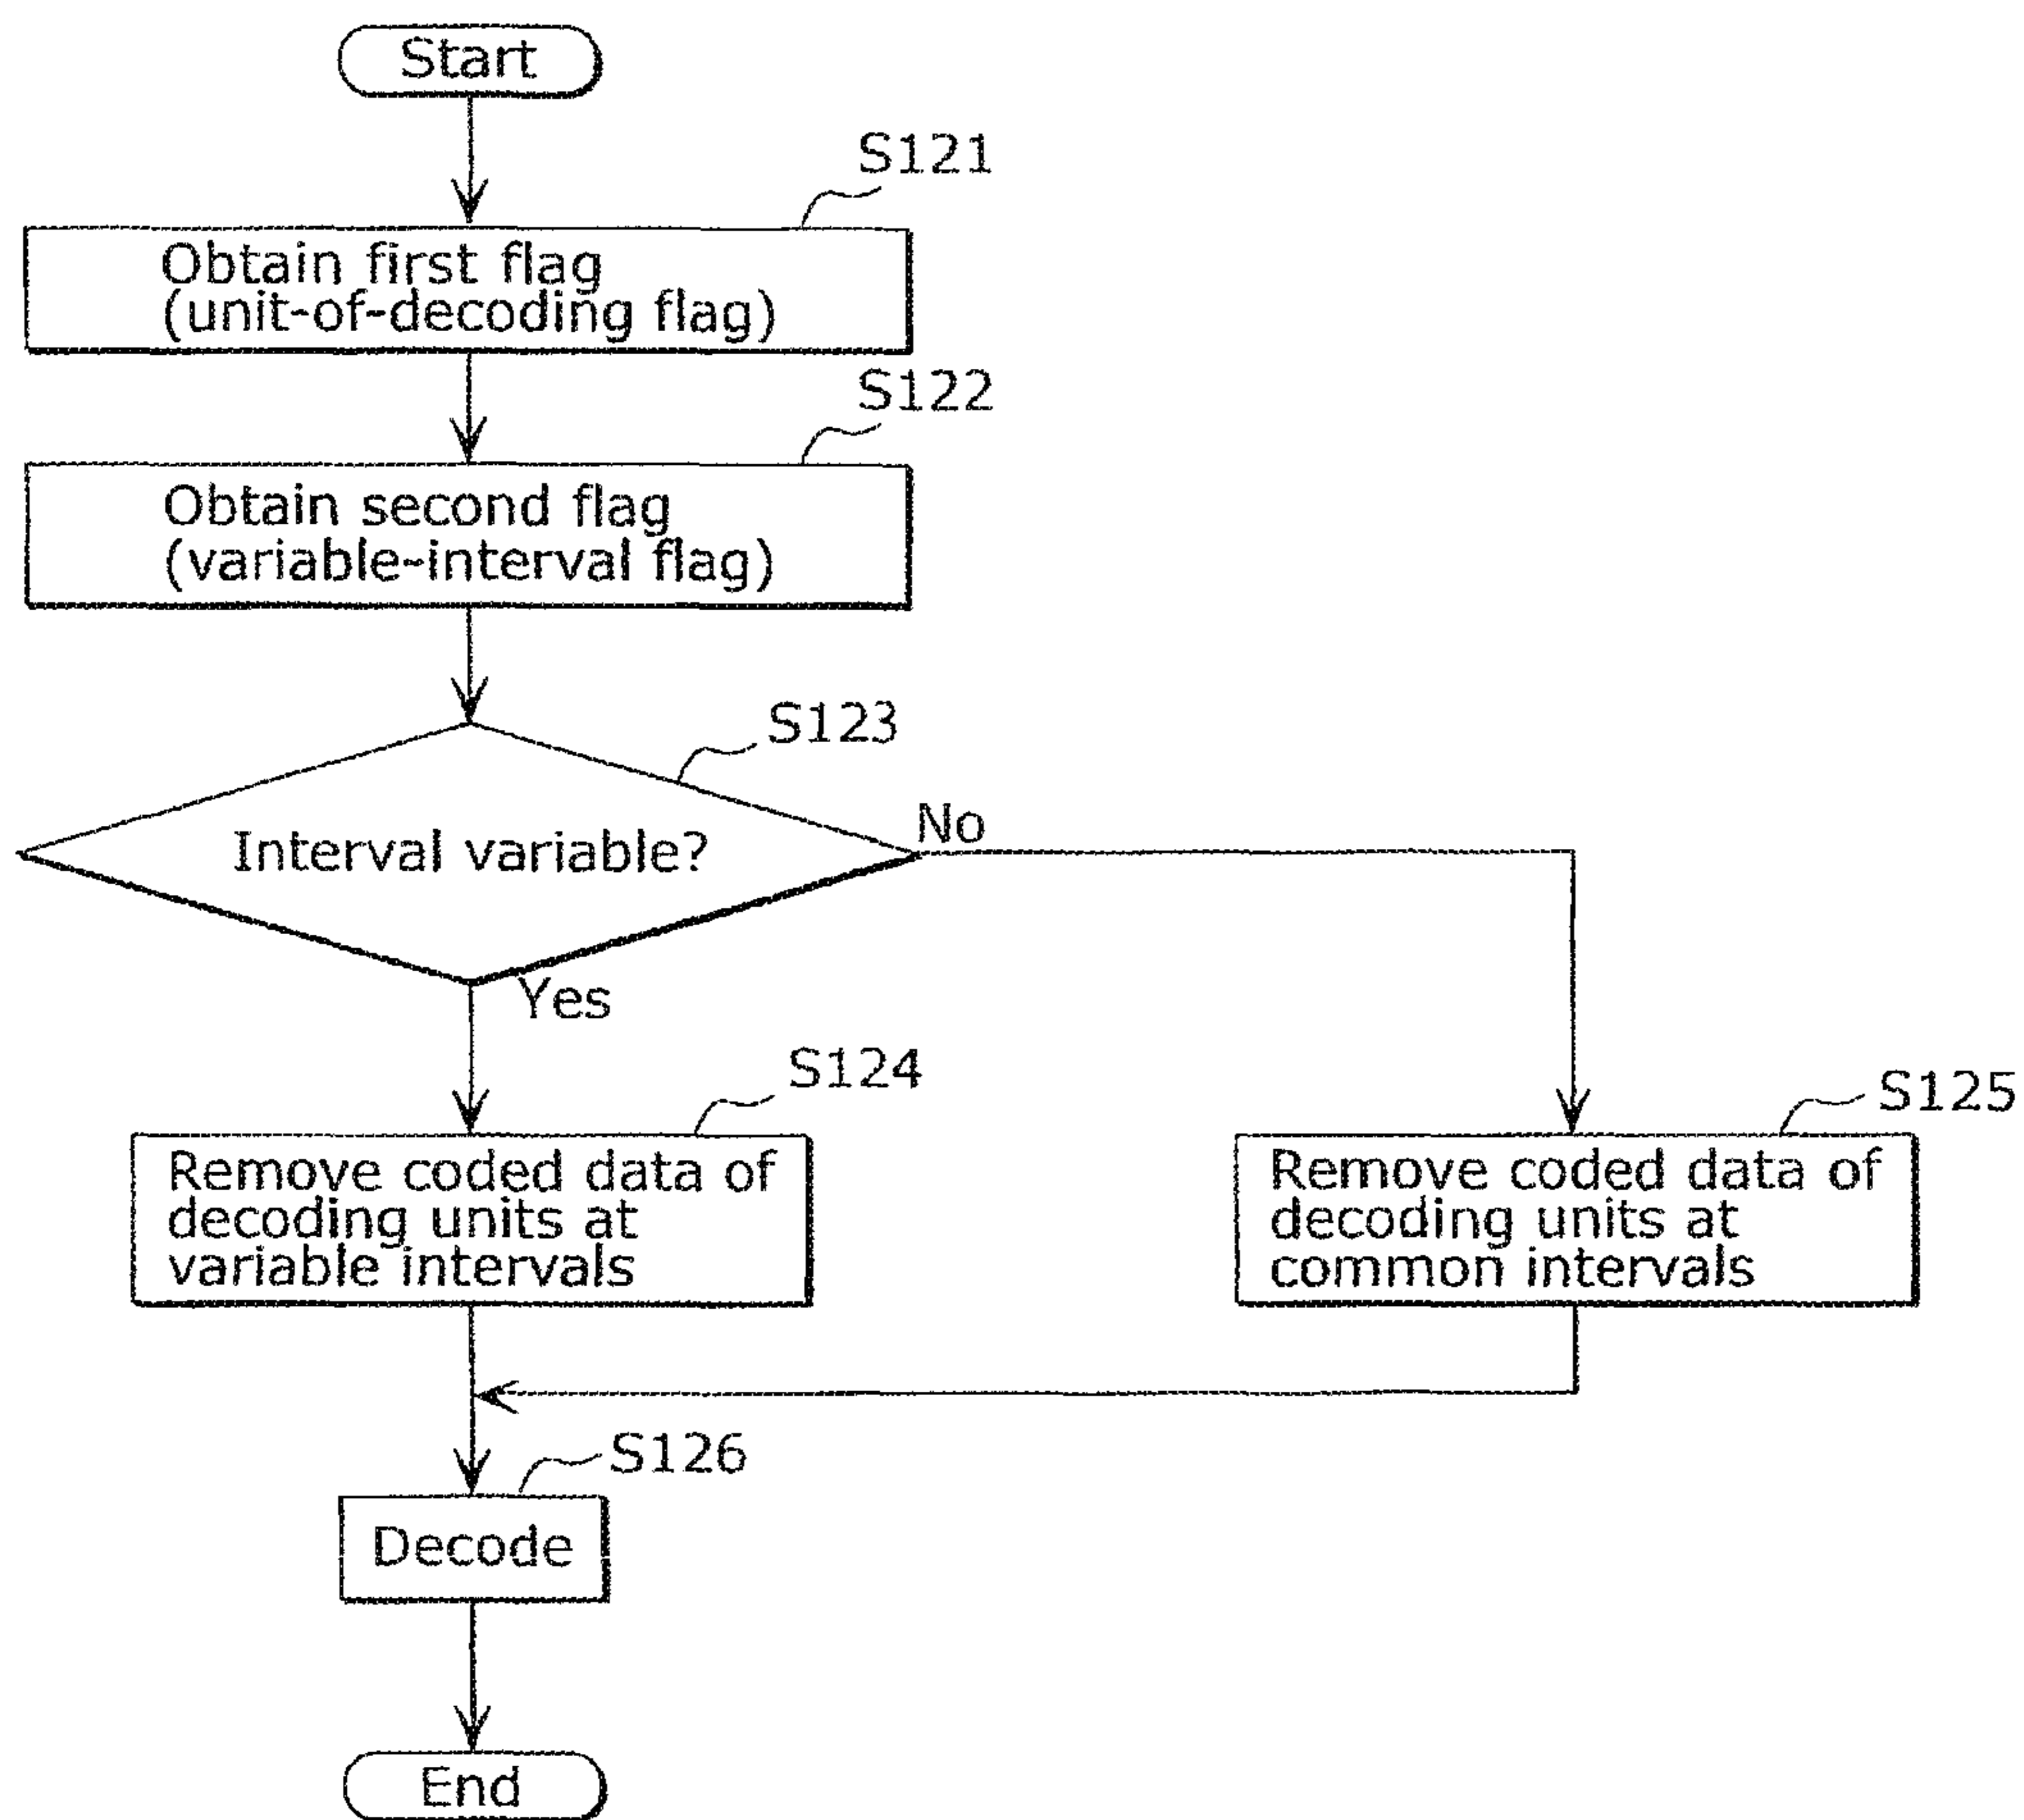 Start
S121
Obtain first flag
(unit-of-decoding flag)
S122
Obtain second flag
(variable-interval flag)
S123
Interval variable?
No
Yes
S124
Remove coded data of
decoding units at
variable intervals
S125
Remove coded data of
decoding units at
common intervals
S126
Decode
End